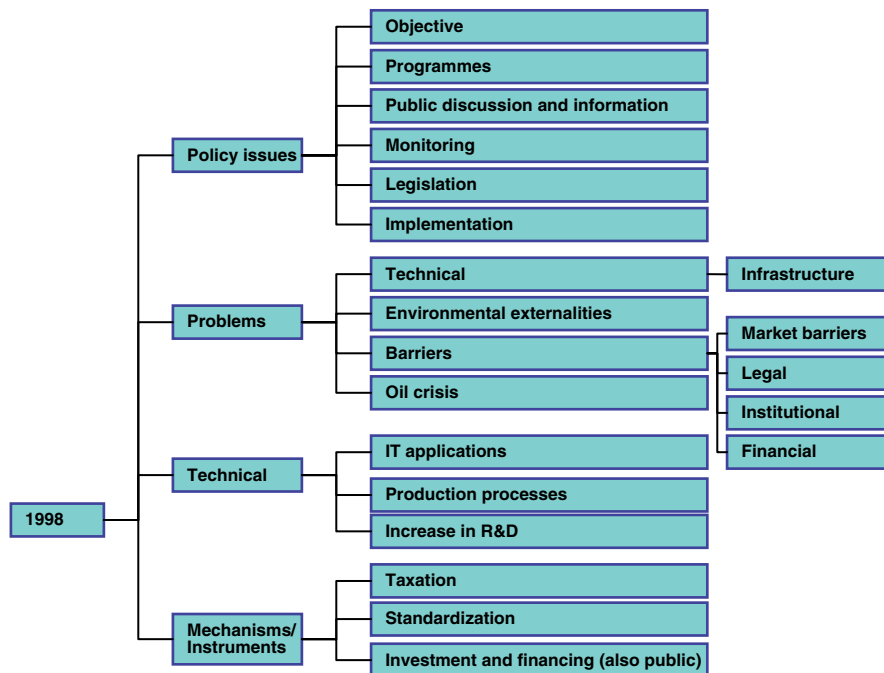 1998
Policy issues
Objective
Programmes
Public discussion and information
Monitoring
Legislation
Implementation
Problems
Technical
Infrastructure
Environmental externalities
Barriers
Market barriers
Legal
Institutional
Financial
Oil crisis
Technical
IT applications
Production processes
Increase in R&D
Mechanisms/
Instruments
Taxation
Standardization
Investment and financing (also public)